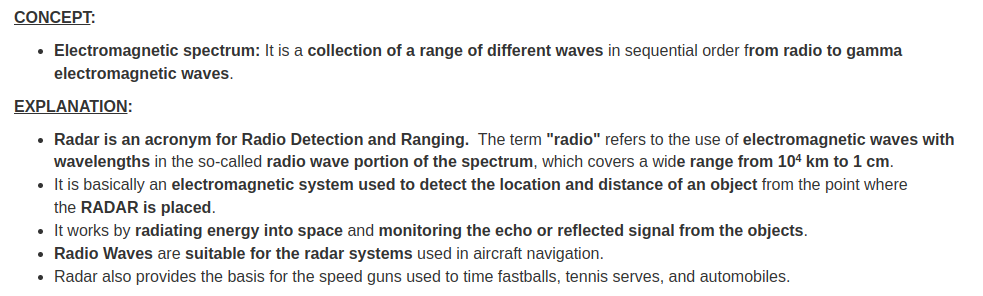 CONCEPT:
• Electromagnetic spectrum: It is a collection of a range of different waves in sequential order from radio to gamma
electromagnetic waves.
EXPLANATION:
• Radar is an acronym for Radio Detection and Ranging. The term "radio" refers to the use of electromagnetic waves with
wavelengths in the so-called radio wave portion of the spectrum, which covers a wide range from 10⁴ km to 1 cm.
• It is basically an electromagnetic system used to detect the location and distance of an object from the point where
the RADAR is placed.
• It works by radiating energy into space and monitoring the echo or reflected signal from the objects.
• Radio Waves are suitable for the radar systems used in aircraft navigation.
• Radar also provides the basis for the speed guns used to time fastballs, tennis serves, and automobiles.